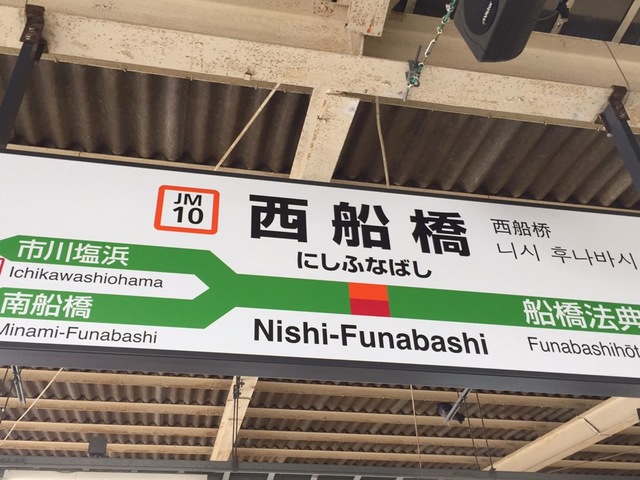 JM
10
西船橋
西船桥
니시 후나바시
にしふなばし
Nishi-Funabashi
市川塩浜
Ichikawashiohama
南船橋
Minami-Funabashi
船橋法典
Funabashihōt